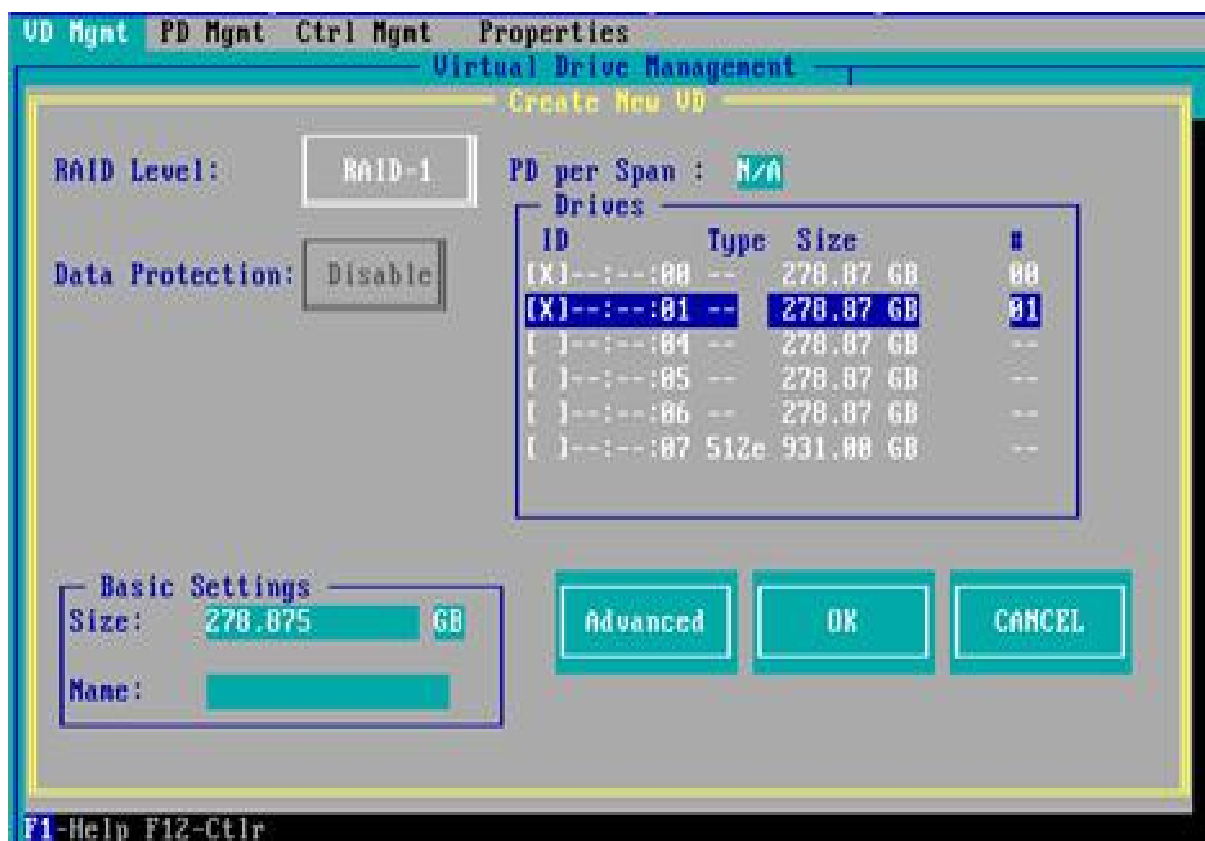 VD Mgmt PD Mgmt Ctrl Mgmt Properties
Virtual Drive Management
Create New VD
RAID Level: RAID-1 PD per Span : N/A
Drives
ID Type Size #
Data Protection: Disable
[X]--:--:00 -- 278.87 GB 00
[X]--:--:01 -- 278.87 GB 01
[ ]--:--:04 -- 278.87 GB --
[ ]--:--:05 -- 278.87 GB --
[ ]--:--:06 -- 278.87 GB --
[ ]--:--:07 512e 931.00 GB --
Basic Settings
Size: 278.875 GB
Name:
Advanced OK CANCEL
F1-Help F12-Ctlr